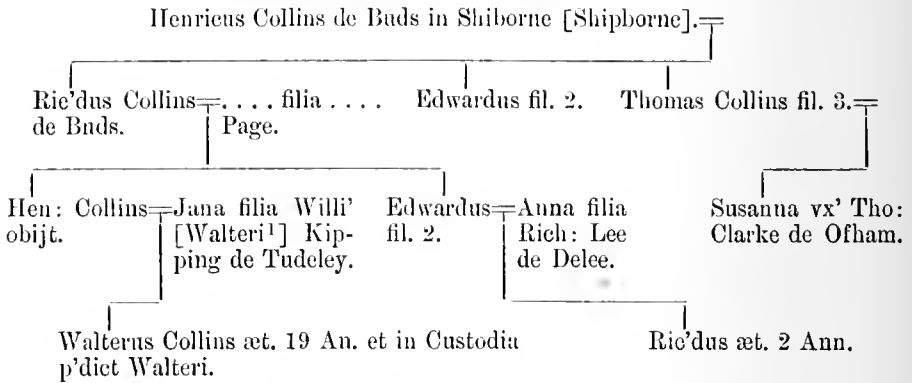 Henricus Collins de Buds in Shiborne [Shipborne].
Ric'dus Collins
de Buds.
. . . . filia . . . .
Page.
Edwardus fil. 2.
Thomas Collins fil. 3.
Hen: Collins
obijt.
Jana filia Willi'
[Walteri¹] Kip-
ping de Tudeley.
Edwardus
fil. 2.
Anna filia
Rich: Lee
de Delee.
Susanna vx' Tho:
Clarke de Ofham.
Walterus Collins æt. 19 An. et in Custodia
p'dict Walteri.
Ric'dus æt. 2 Ann.